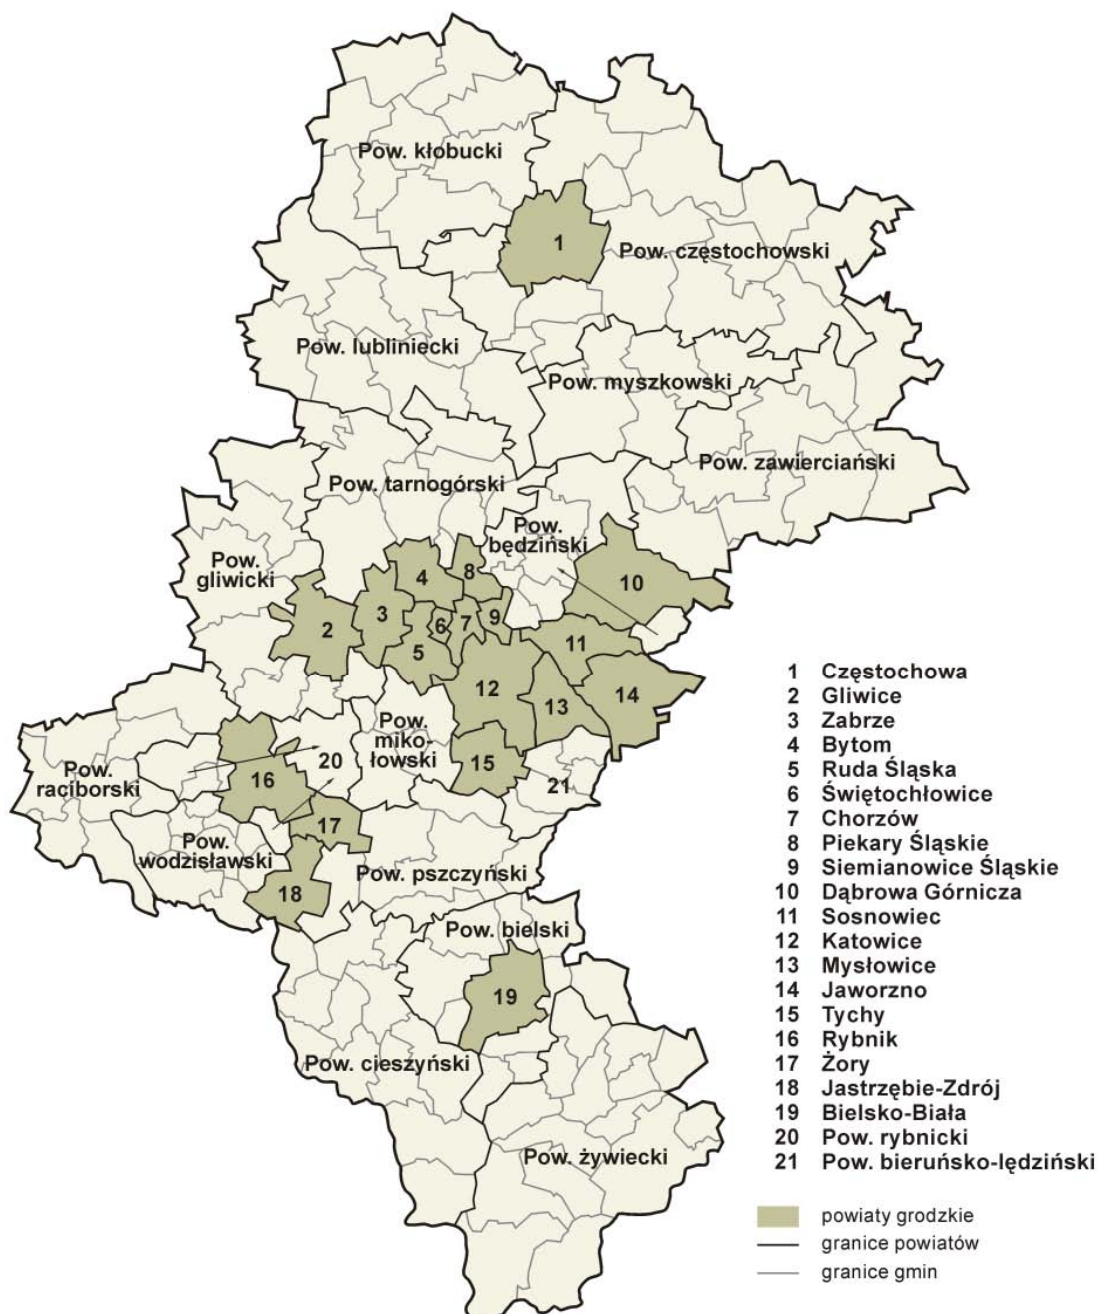 Pow. kłobucki
1
Pow. częstochowski
Pow. lubliniecki
Pow. myszkowski
Pow. zawierciański
Pow. tarnogórski
Pow.
będziński
Pow.
gliwicki
8
4
10
3
6
7
9
2
11
5
12
14
13
Pow.
miko-
łowski
20
15
Pow.
raciborski
16
21
17
Pow.
wodzisławski
Pow. pszczyński
18
Pow. bielski
19
Pow. cieszyński
Pow. żywiecki
1 Częstochowa
2 Gliwice
3 Zabrze
4 Bytom
5 Ruda Śląska
6 Świętochłowice
7 Chorzów
8 Piekary Śląskie
9 Siemianowice Śląskie
10 Dąbrowa Górnicza
11 Sosnowiec
12 Katowice
13 Mysłowice
14 Jaworzno
15 Tychy
16 Rybnik
17 Żory
18 Jastrzębie-Zdrój
19 Bielsko-Biała
20 Pow. rybnicki
21 Pow. bieruńsko-lędziński
powiaty grodzkie
granice powiatów
granice gmin